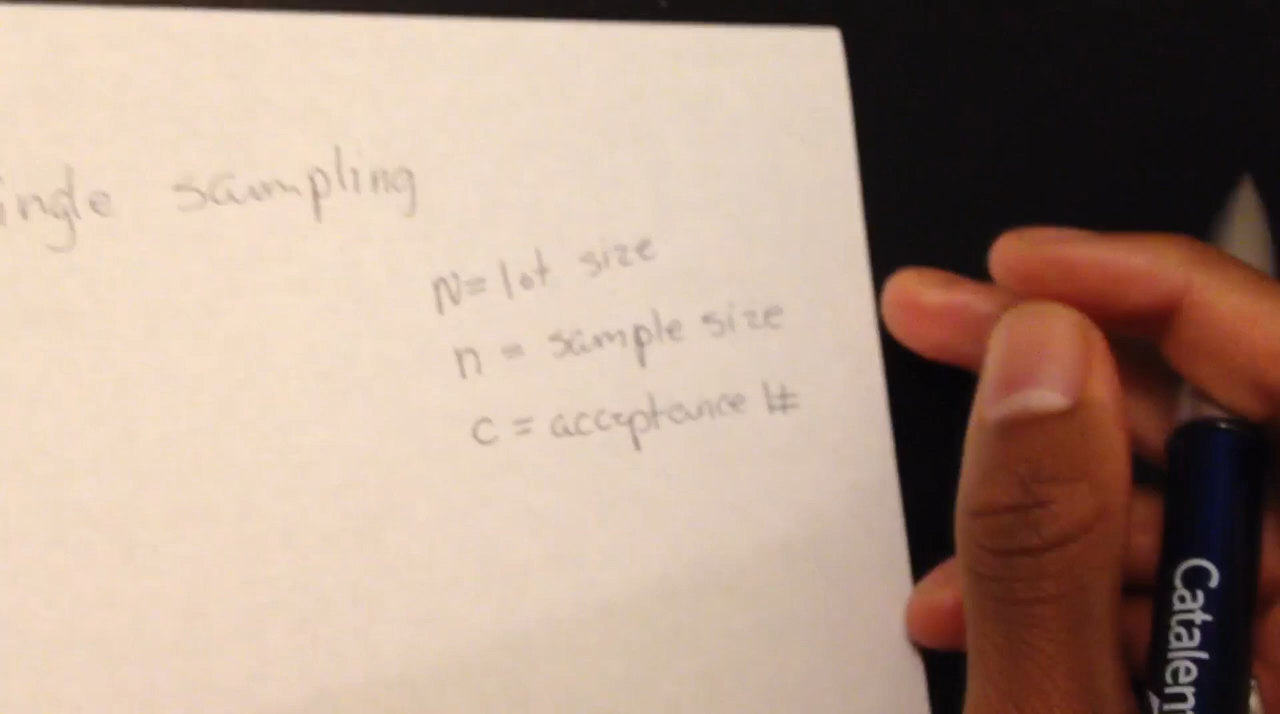 ingle sampling
N= lot size
n = sample size
c = acceptance #
Catalen